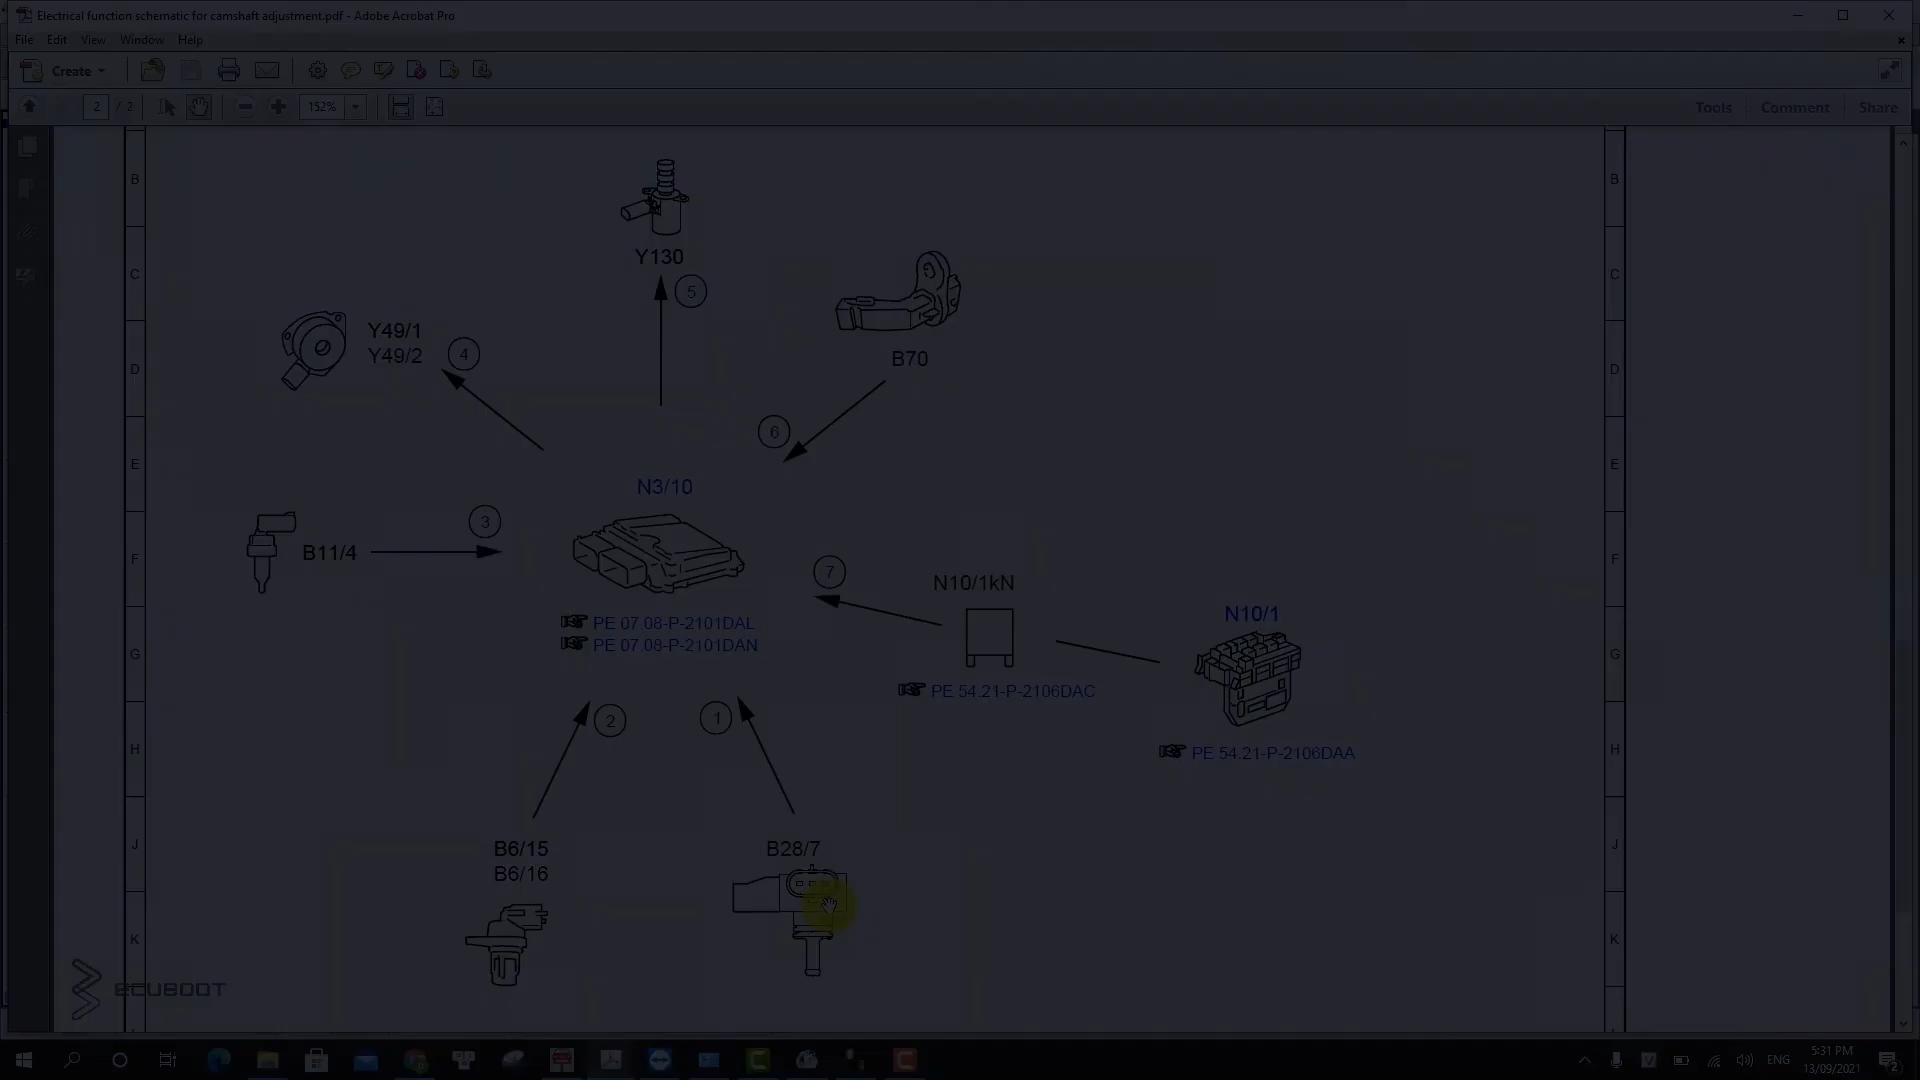 Electrical function schematic for camshaft adjustment.pdf - Adobe Acrobat Pro
File Edit View Window Help
Create
2 / 2 152% Tools Comment Share
B B
Y130
C 5 C
Y49/1
Y49/2 4
B70
D D
6
E E
N3/10
3
B11/4
F F
7 N10/1kN
N10/1
PE 07.08-P-2101DAL
PE 07.08-P-2101DAN
G G
PE 54.21-P-2106DAC
2 1
H H
PE 54.21-P-2106DAA
B6/15 B28/7
B6/16
J J
K K
ECUBOOT
ENG 5:31 PM
13/09/2021 2